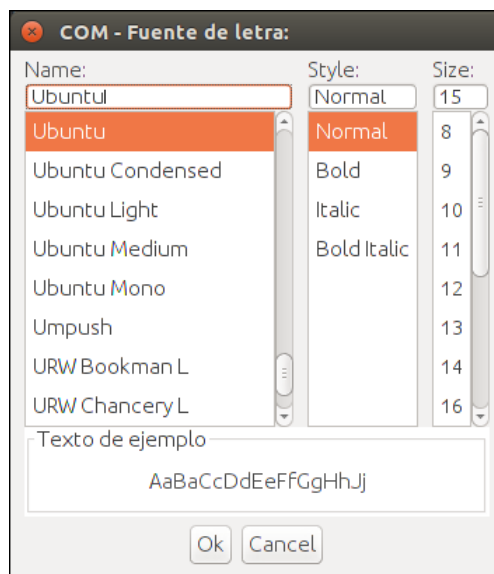 COM - Fuente de letra:
Name: Style: Size:
Ubuntu Normal 15
Ubuntu Normal 8
Ubuntu Condensed Bold 9
Ubuntu Light Italic 10
Ubuntu Medium Bold Italic 11
Ubuntu Mono 12
Umpush 13
URW Bookman L 14
URW Chancery L 16
Texto de ejemplo
AaBaCcDdEeFfGgHhJj
Ok Cancel